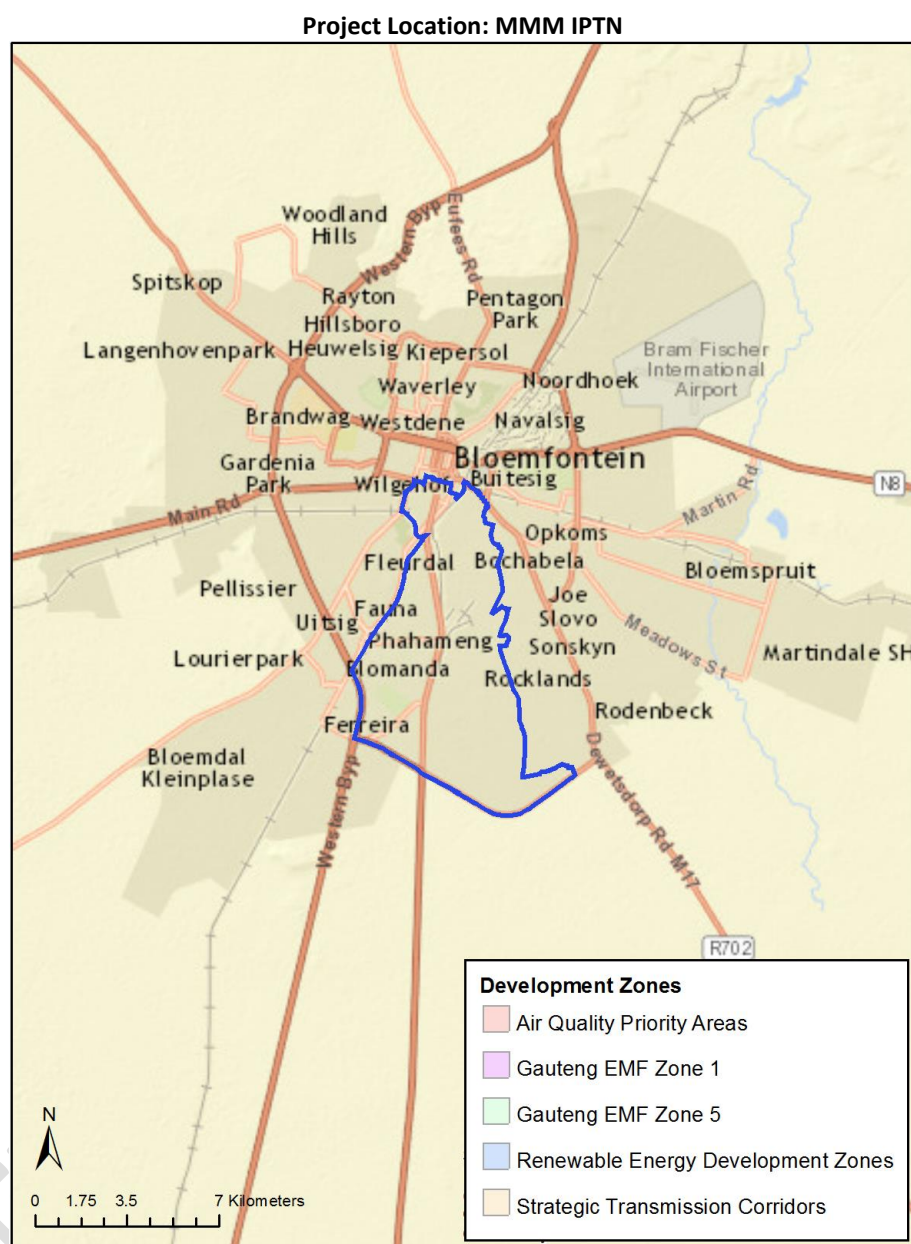 Project Location: MMM IPTN
Woodland
Hills
Western Byp
Eufees Rd
Spitskop
Rayton
Pentagon
Park
Hillsboro
Langenhovenpark
Heuwelsig
Kiepersol
Bram Fischer
International
Airport
Waverley
Noordhoek
Brandwag
Westdene
Navalsig
Bloemfontein
Gardenia
Park
Wilgehof
Buitesig
N8
Main Rd
Martin Rd
Opkoms
Fleurdal
Bochabela
Bloemspruit
Pellissier
Joe
Slovo
Fauna
Uitsig
Meadows St
Phahameng
Sonskyn
Lourierpark
Blomanda
Martindale SH
Rocklands
Rodenbeck
Ferreira
Bloemdal
Kleinplase
Western Byp
Dewetsdorp Rd M17
R702
Development Zones
Air Quality Priority Areas
Gauteng EMF Zone 1
Gauteng EMF Zone 5
Renewable Energy Development Zones
Strategic Transmission Corridors
N
0 1.75 3.5 7 Kilometers